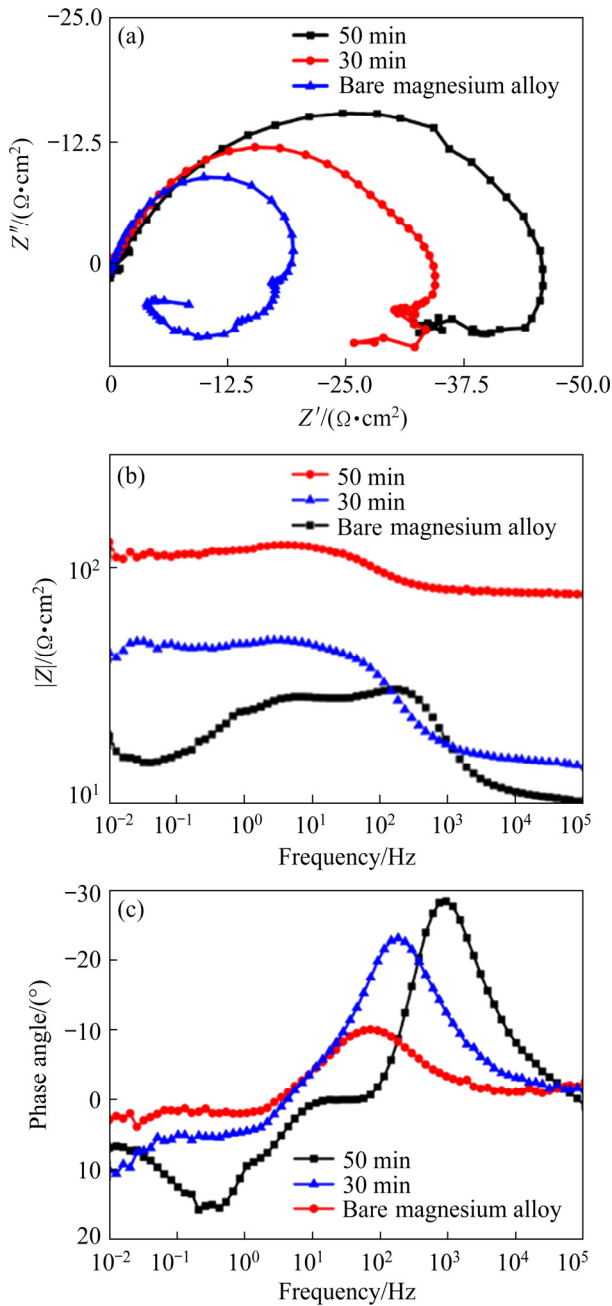 (a)
50 min
30 min
Bare magnesium alloy
Z″/(Ω•cm²)
−25.0
−12.5
0
0
−12.5
−25.0
−37.5
−50.0
Z′/(Ω•cm²)
(b)
50 min
30 min
Bare magnesium alloy
|Z|/(Ω•cm²)
10²
10¹
10⁻² 10⁻¹ 10⁰ 10¹ 10² 10³ 10⁴ 10⁵
Frequency/Hz
(c)
Phase angle/(°)
−30
−20
−10
0
10
20
50 min
30 min
Bare magnesium alloy
10⁻² 10⁻¹ 10⁰ 10¹ 10² 10³ 10⁴ 10⁵
Frequency/Hz